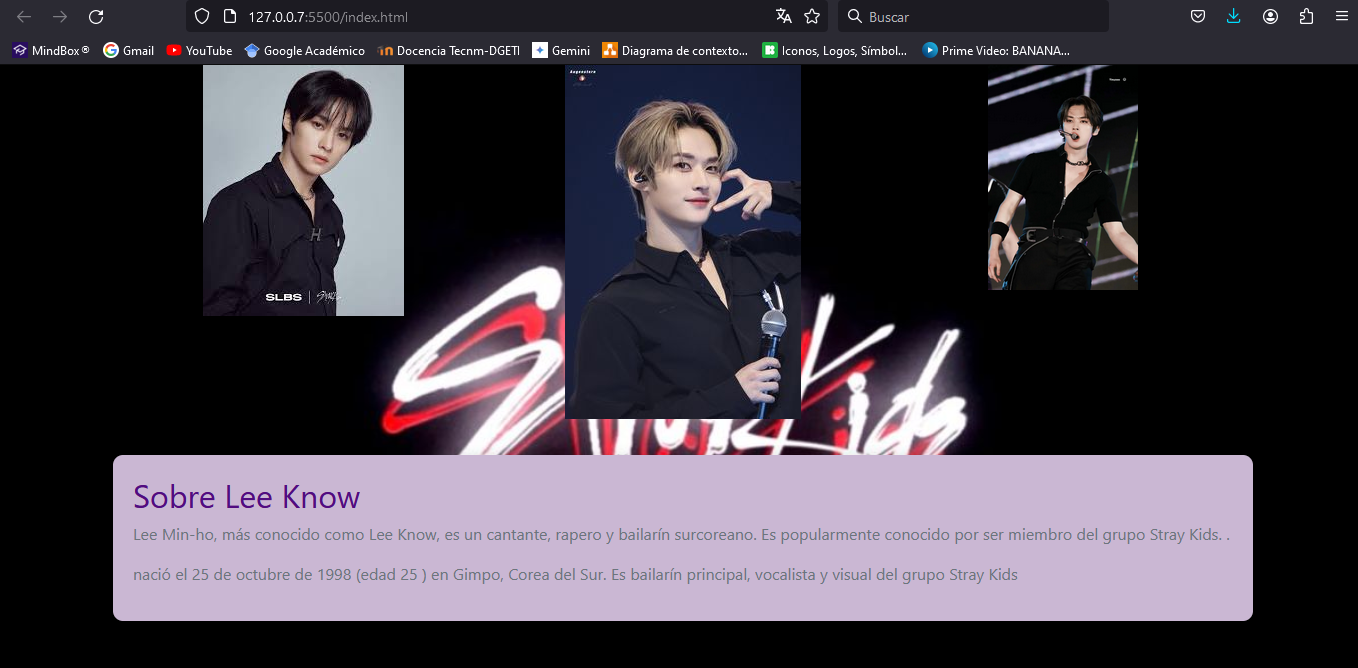 127.0.0.7:5500/index.html
Buscar
MindBox®
Gmail
YouTube
Google Académico
Docencia Tecnm-DGETI
Gemini
Diagrama de contexto...
Iconos, Logos, Símbol...
Prime Video: BANANA...
SLBS
Stray Kids
Sobre Lee Know
Lee Min-ho, más conocido como Lee Know, es un cantante, rapero y bailarín surcoreano. Es popularmente conocido por ser miembro del grupo Stray Kids. .
nació el 25 de octubre de 1998 (edad 25 ) en Gimpo, Corea del Sur. Es bailarín principal, vocalista y visual del grupo Stray Kids